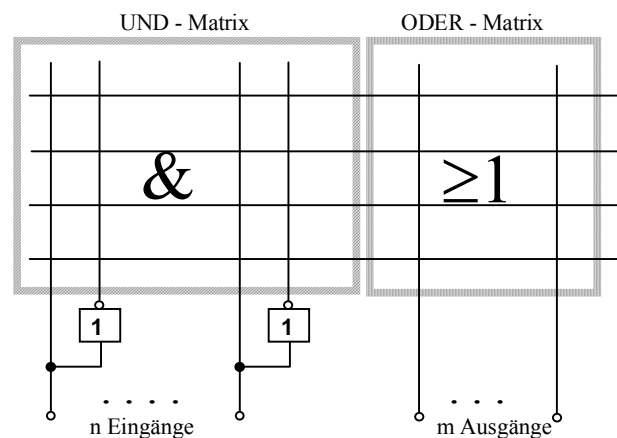 UND - Matrix
ODER - Matrix
&
≥1
1
1
. . . .
. . .
n Eingänge
m Ausgänge